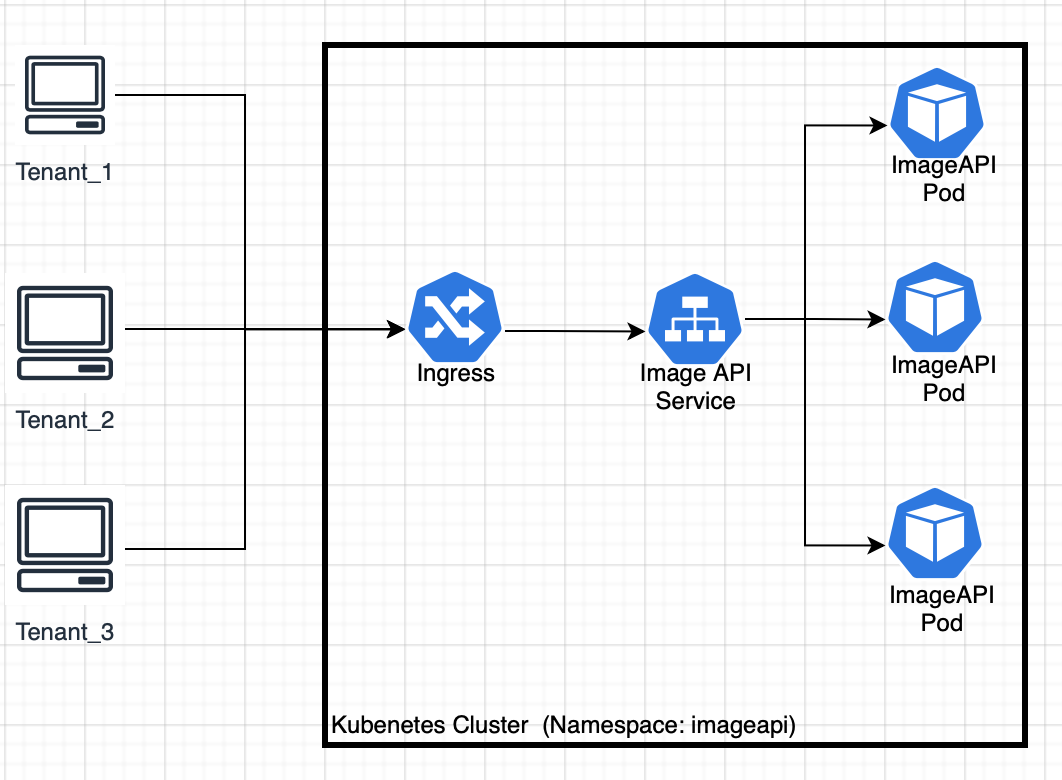 Tenant_1
Tenant_2
Tenant_3
Ingress
Image API
Service
ImageAPI
Pod
ImageAPI
Pod
ImageAPI
Pod
Kubenetes Cluster  (Namespace: imageapi)